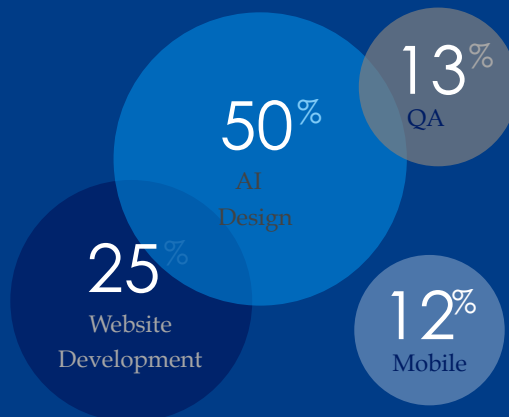 50%
AI
Design
13%
QA
25%
Website
Development
12%
Mobile